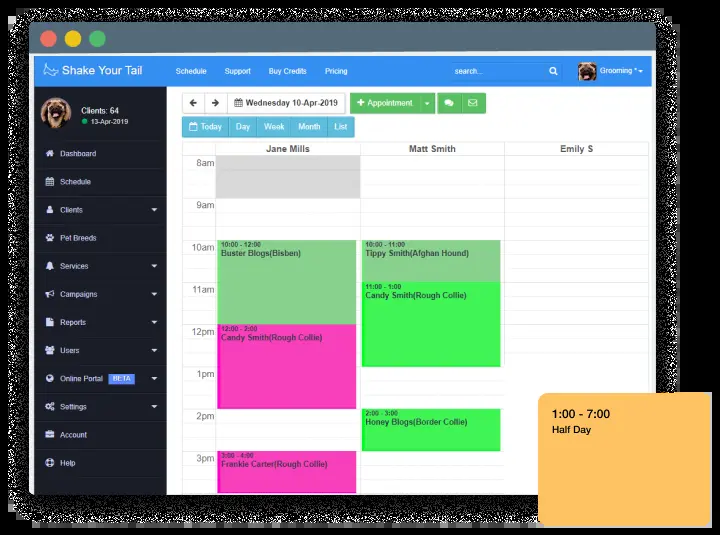 Shake Your Tail
Schedule
Support
Buy Credits
Pricing
search...
Grooming *
Clients: 64
13-Apr-2019
Dashboard
Schedule
Clients
Pet Breeds
Services
Campaigns
Reports
Users
Online Portal BETA
Settings
Account
Help
Wednesday 10-Apr-2019
+ Appointment
Today
Day
Week
Month
List
Jane Mills
Matt Smith
Emily S
8am
9am
10am
11am
12pm
1pm
2pm
3pm
10:00 - 12:00
Buster Blogs(Bisben)
12:00 - 2:00
Candy Smith(Rough Collie)
3:00 - 4:00
Frankie Carter(Rough Collie)
10:00 - 11:00
Tippy Smith(Afghan Hound)
11:00 - 1:00
Candy Smith(Rough Collie)
2:00 - 3:00
Honey Blogs(Border Collie)
1:00 - 7:00
Half Day